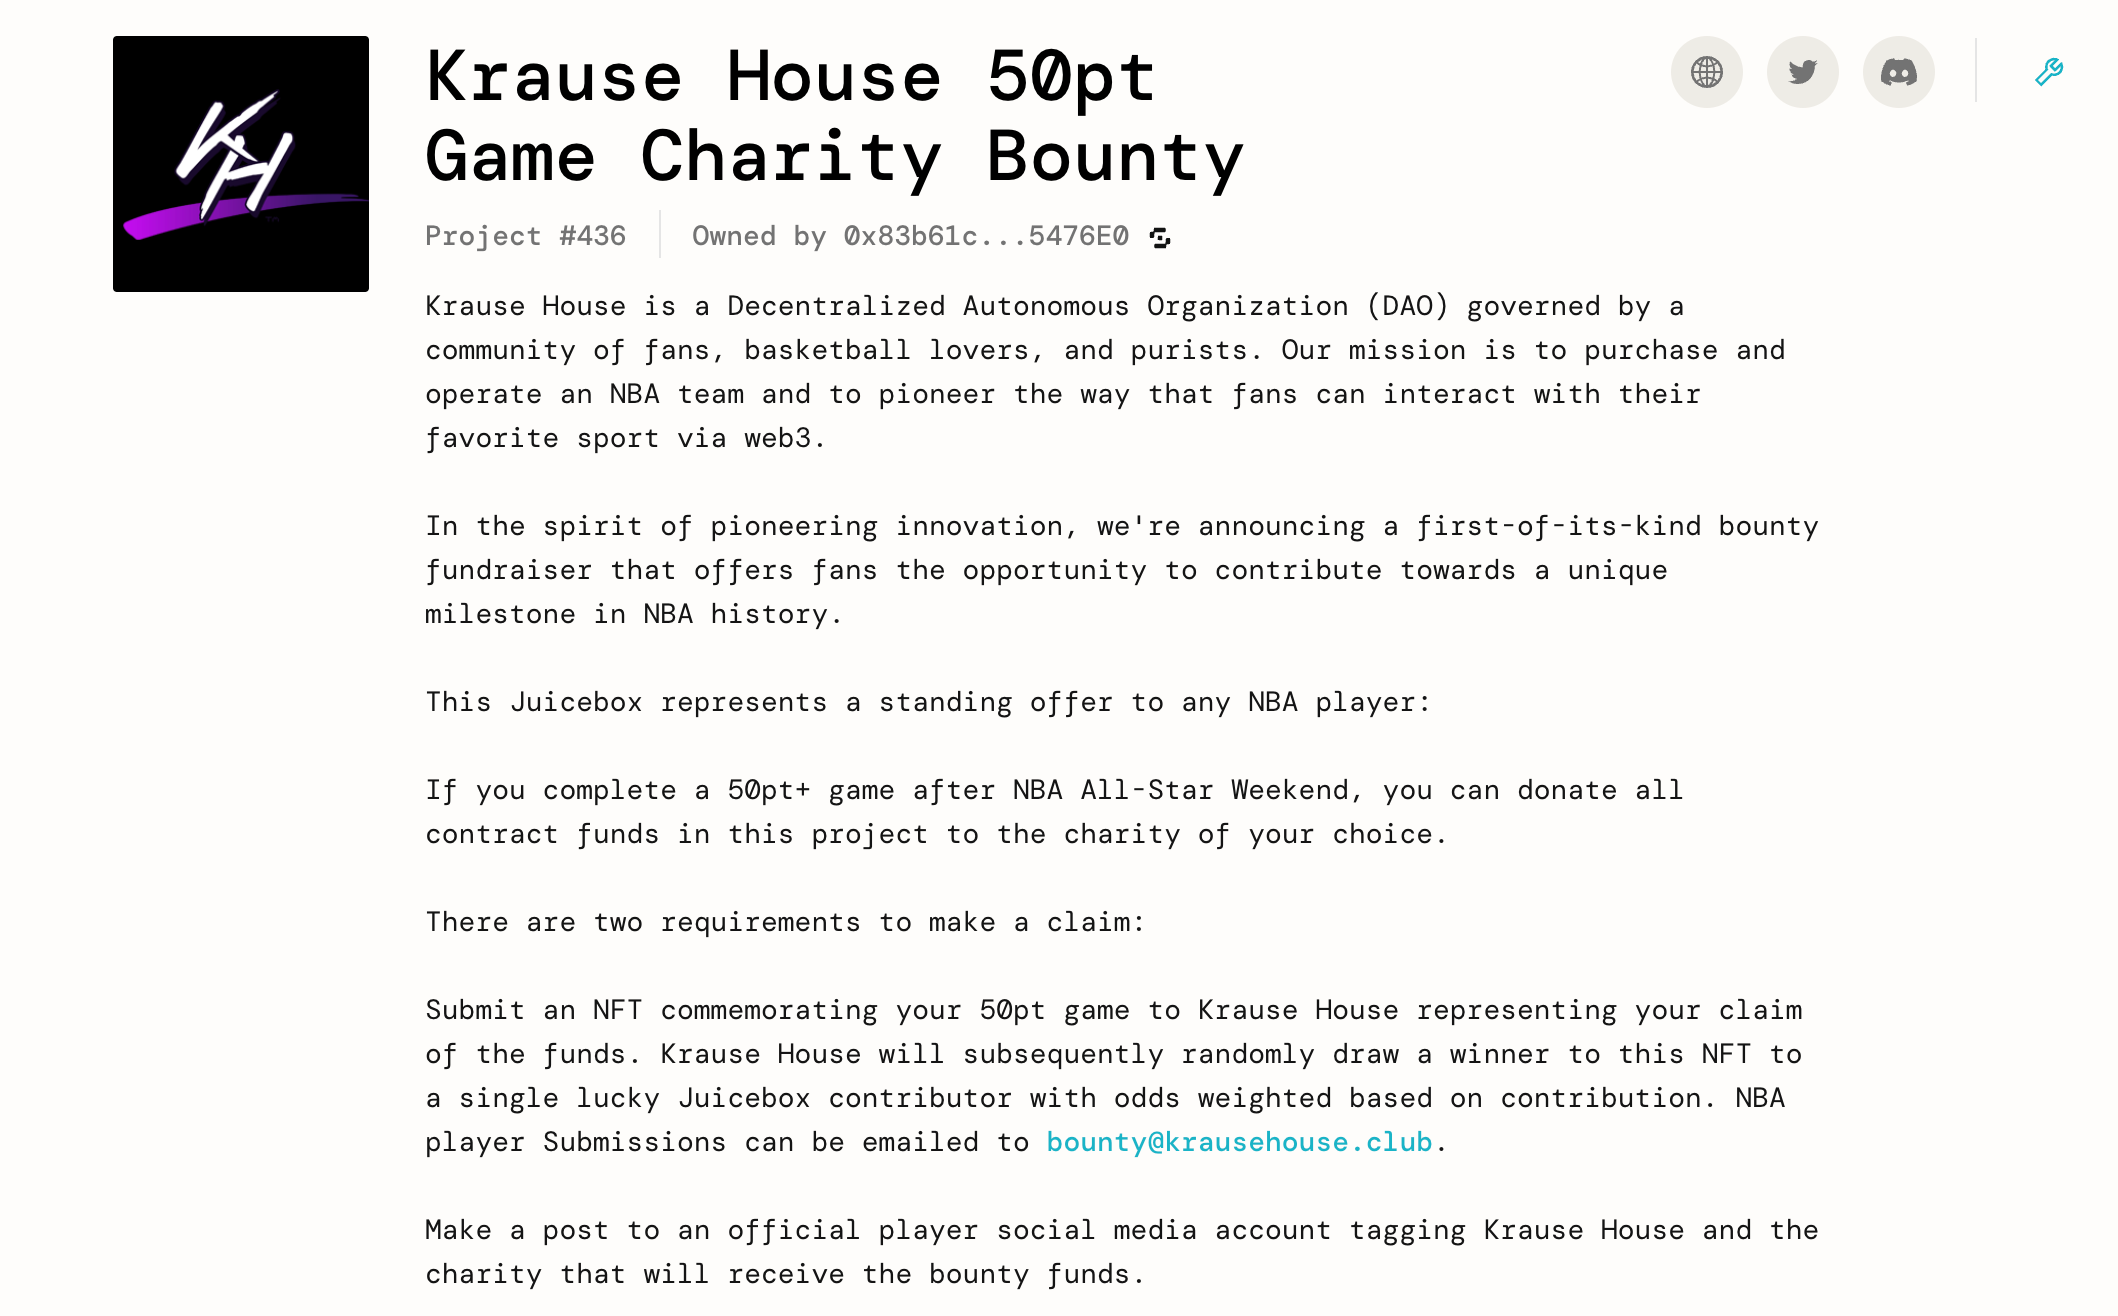 KH
Krause House 50pt
Game Charity Bounty
Project #436
Owned by 0x83b61c...5476E0
Krause House is a Decentralized Autonomous Organization (DAO) governed by a
community of fans, basketball lovers, and purists. Our mission is to purchase and
operate an NBA team and to pioneer the way that fans can interact with their
favorite sport via web3.
In the spirit of pioneering innovation, we're announcing a first-of-its-kind bounty
fundraiser that offers fans the opportunity to contribute towards a unique
milestone in NBA history.
This Juicebox represents a standing offer to any NBA player:
If you complete a 50pt+ game after NBA All-Star Weekend, you can donate all
contract funds in this project to the charity of your choice.
There are two requirements to make a claim:
Submit an NFT commemorating your 50pt game to Krause House representing your claim
of the funds. Krause House will subsequently randomly draw a winner to this NFT to
a single lucky Juicebox contributor with odds weighted based on contribution. NBA
player Submissions can be emailed to bounty@krausehouse.club.
Make a post to an official player social media account tagging Krause House and the
charity that will receive the bounty funds.